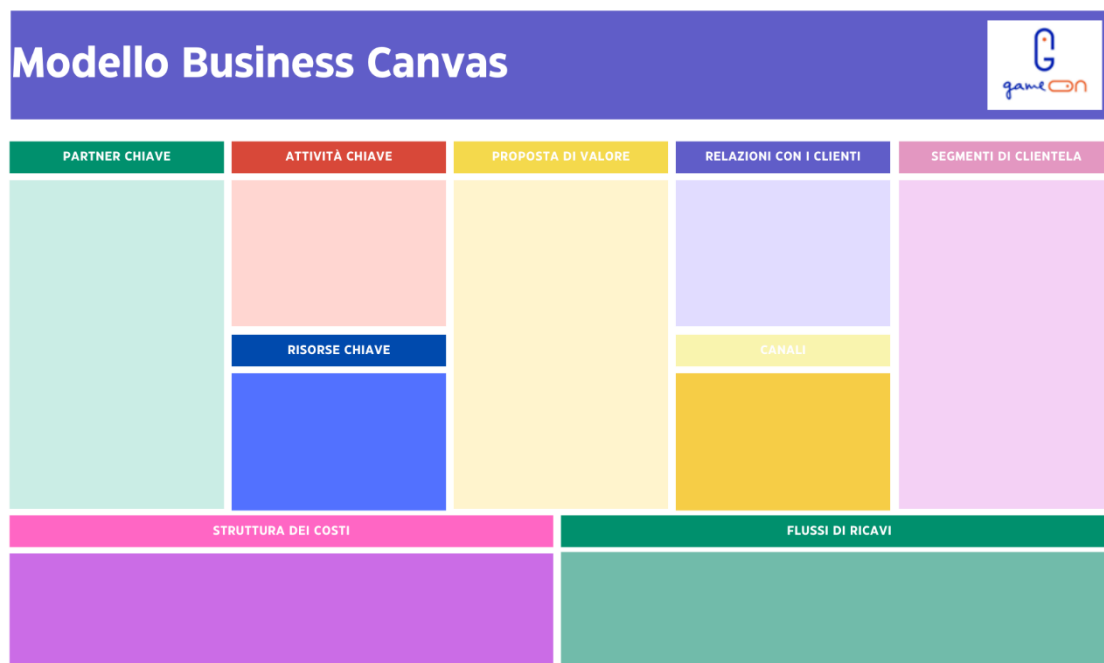 Modello Business Canvas
game On
PARTNER CHIAVE
ATTIVITÀ CHIAVE
PROPOSTA DI VALORE
RELAZIONI CON I CLIENTI
SEGMENTI DI CLIENTELA
RISORSE CHIAVE
CANALI
STRUTTURA DEI COSTI
FLUSSI DI RICAVI